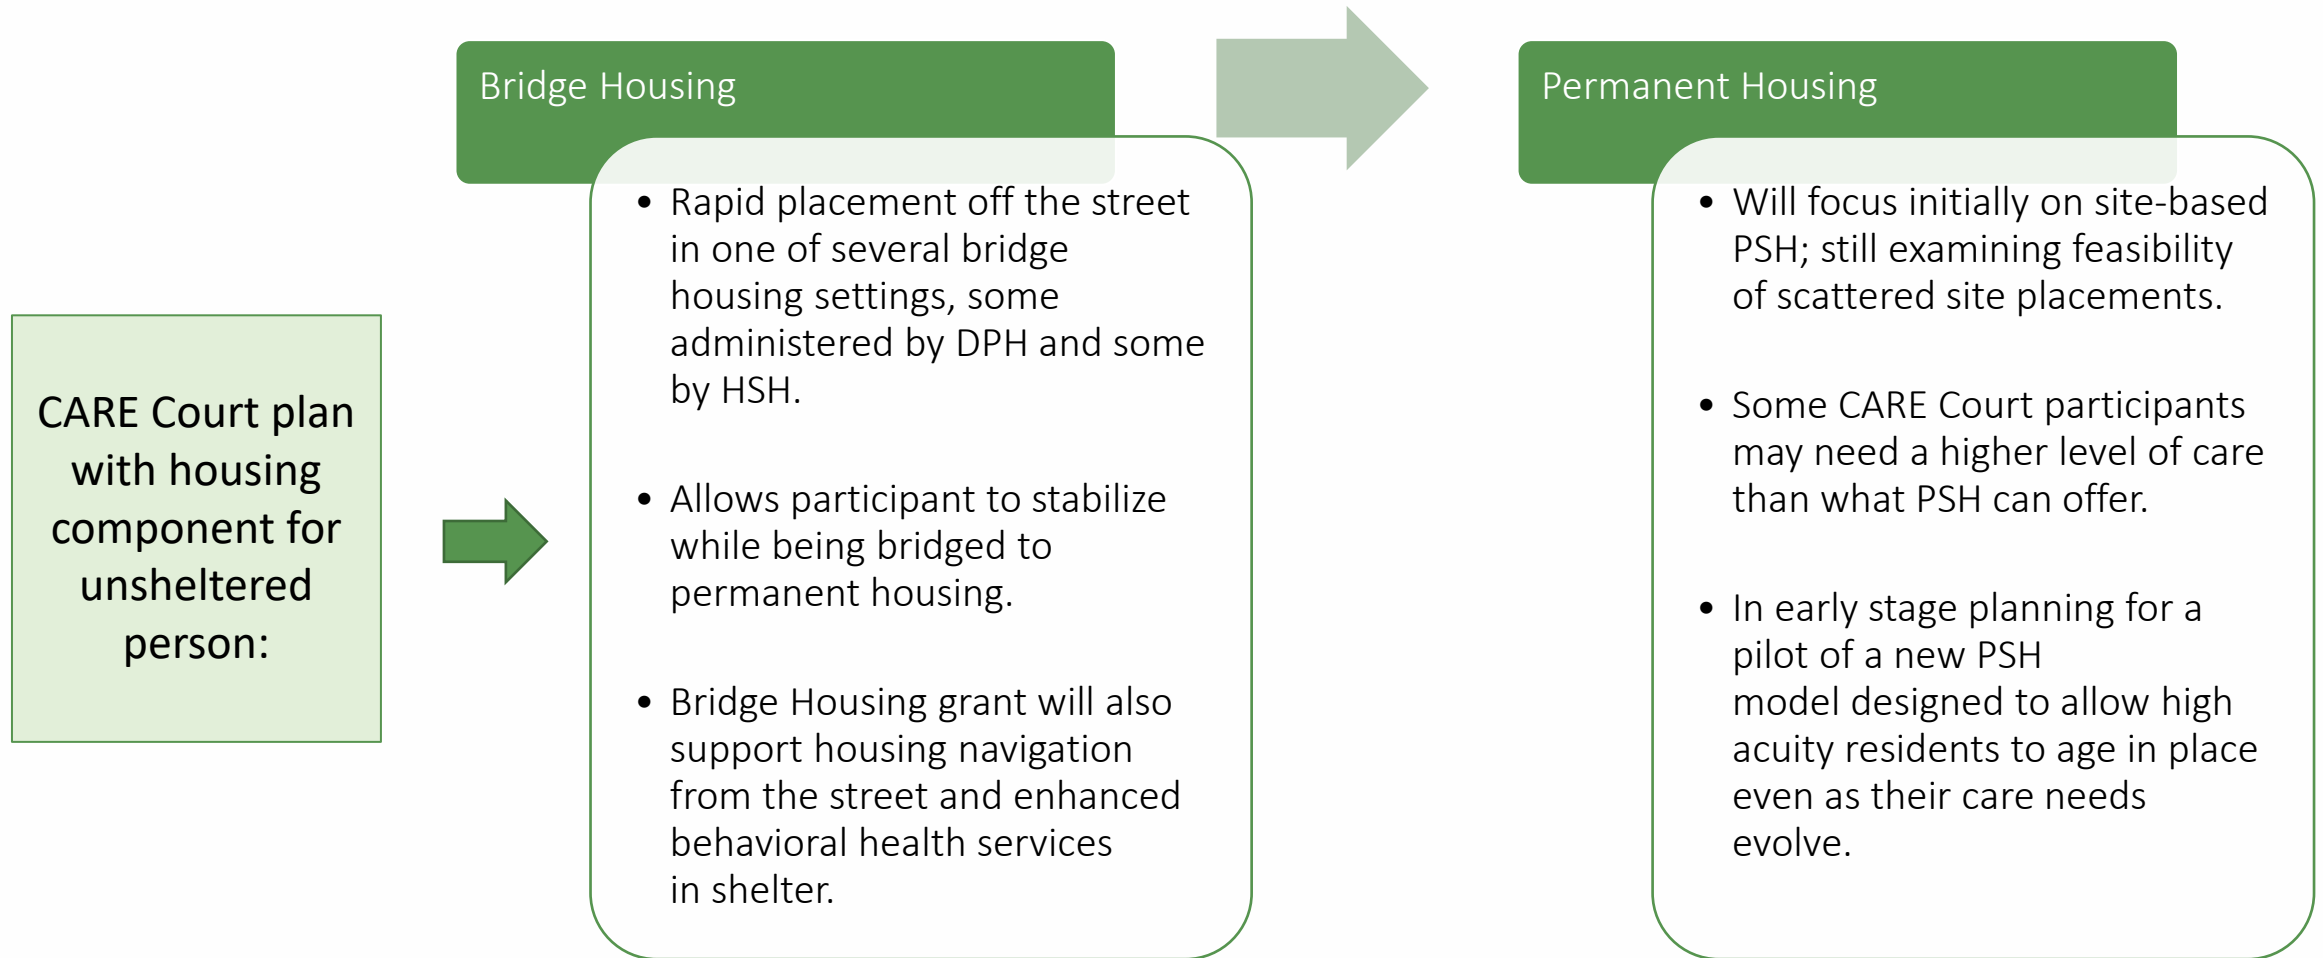 CARE Court plan
with housing
component for
unsheltered
person:
Bridge Housing
• Rapid placement off the street
in one of several bridge
housing settings, some
administered by DPH and some
by HSH.
• Allows participant to stabilize
while being bridged to
permanent housing.
• Bridge Housing grant will also
support housing navigation
from the street and enhanced
behavioral health services
in shelter.
Permanent Housing
• Will focus initially on site-based
PSH; still examining feasibility
of scattered site placements.
• Some CARE Court participants
may need a higher level of care
than what PSH can offer.
• In early stage planning for a
pilot of a new PSH
model designed to allow high
acuity residents to age in place
even as their care needs
evolve.